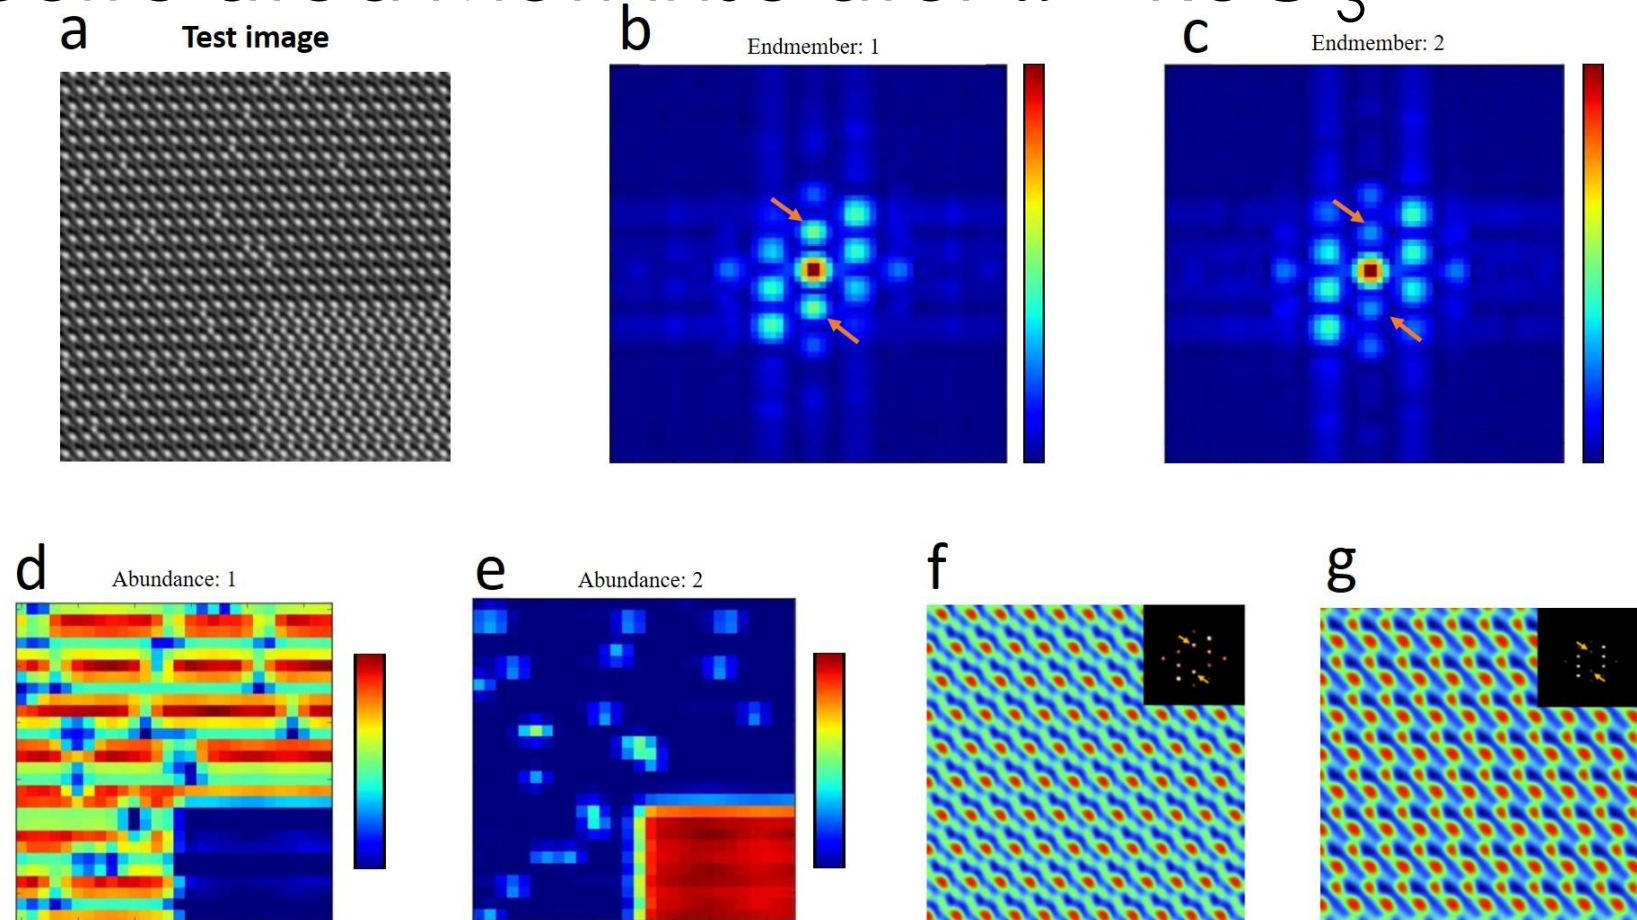 a
Test image
b
Endmember: 1
c
Endmember: 2
d
Abundance: 1
e
Abundance: 2
f
g